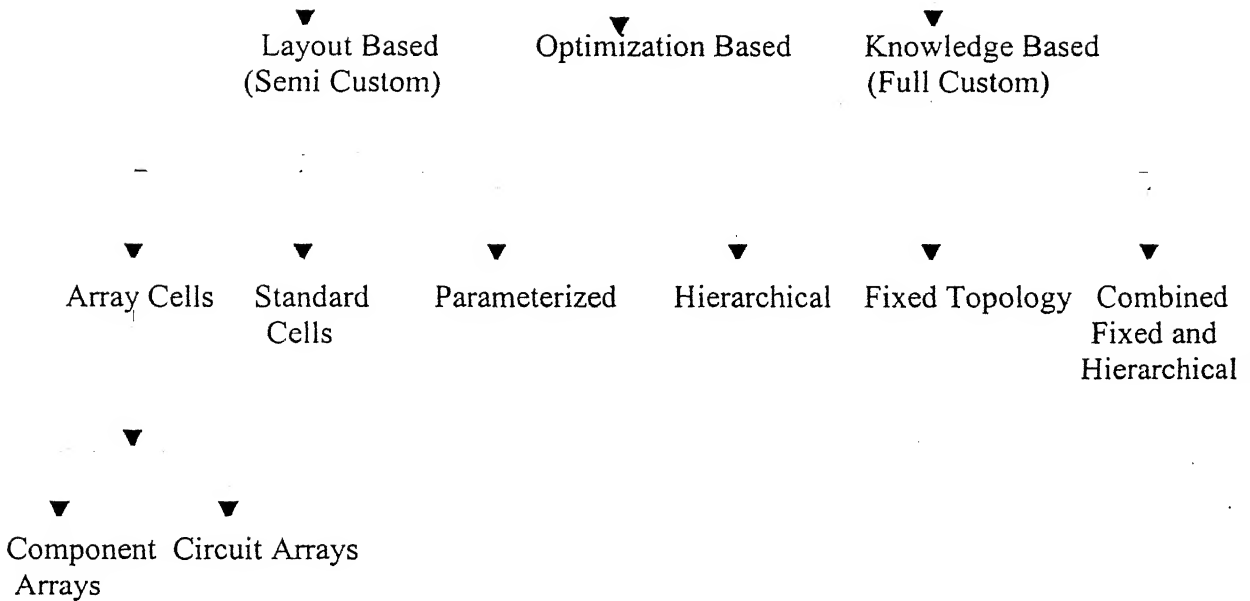 Layout Based Optimization Based Knowledge Based
(Semi Custom) (Full Custom)
Array Cells Standard Parameterized Hierarchical Fixed Topology Combined
Cells Fixed and
Hierarchical
Component Circuit Arrays
Arrays